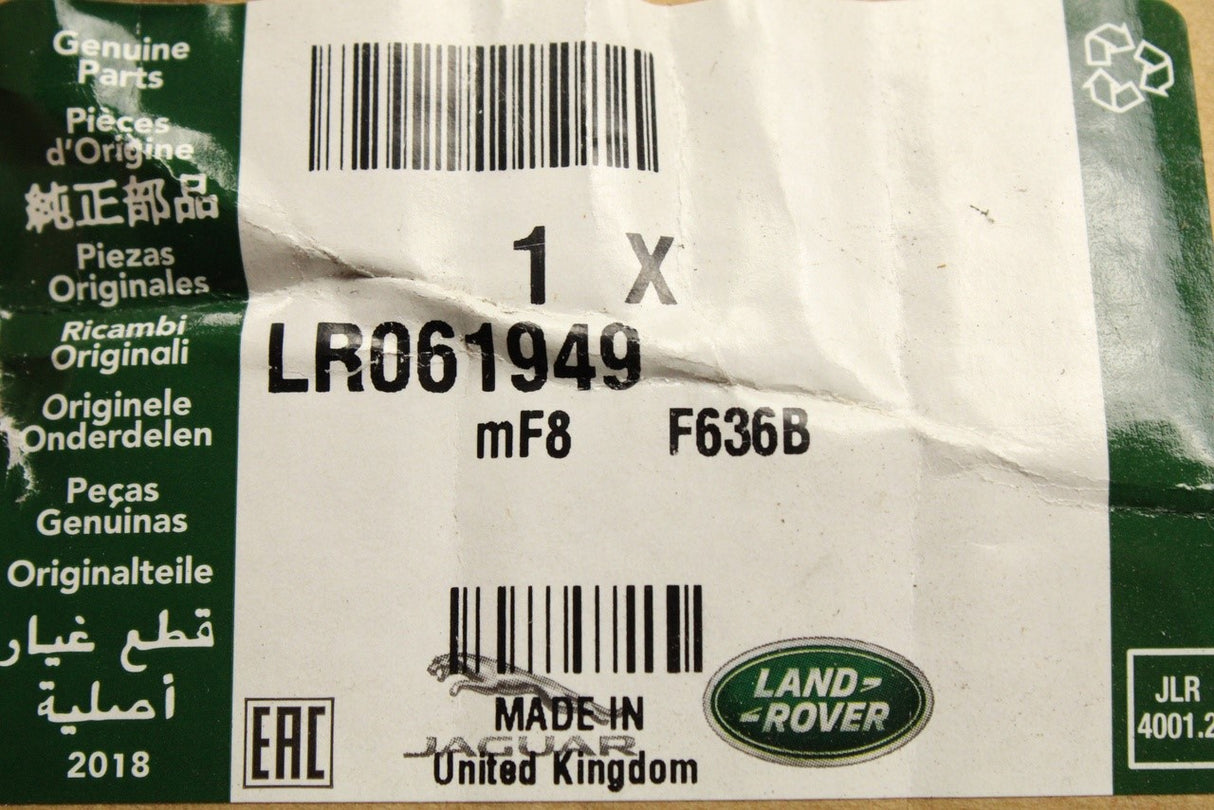 Genuine
Parts
Pièces
d'Origine
純正部品
Piezas
Originales
Ricambi
Originali
Originele
Onderdelen
Peças
Genuinas
Originalteile
قطع غيار
أصلية
2018
1 X
LR061949
mF8 F636B
MADE IN
JAGUAR
United Kingdom
EAC
LAND-
-ROVER
JLR
4001.2